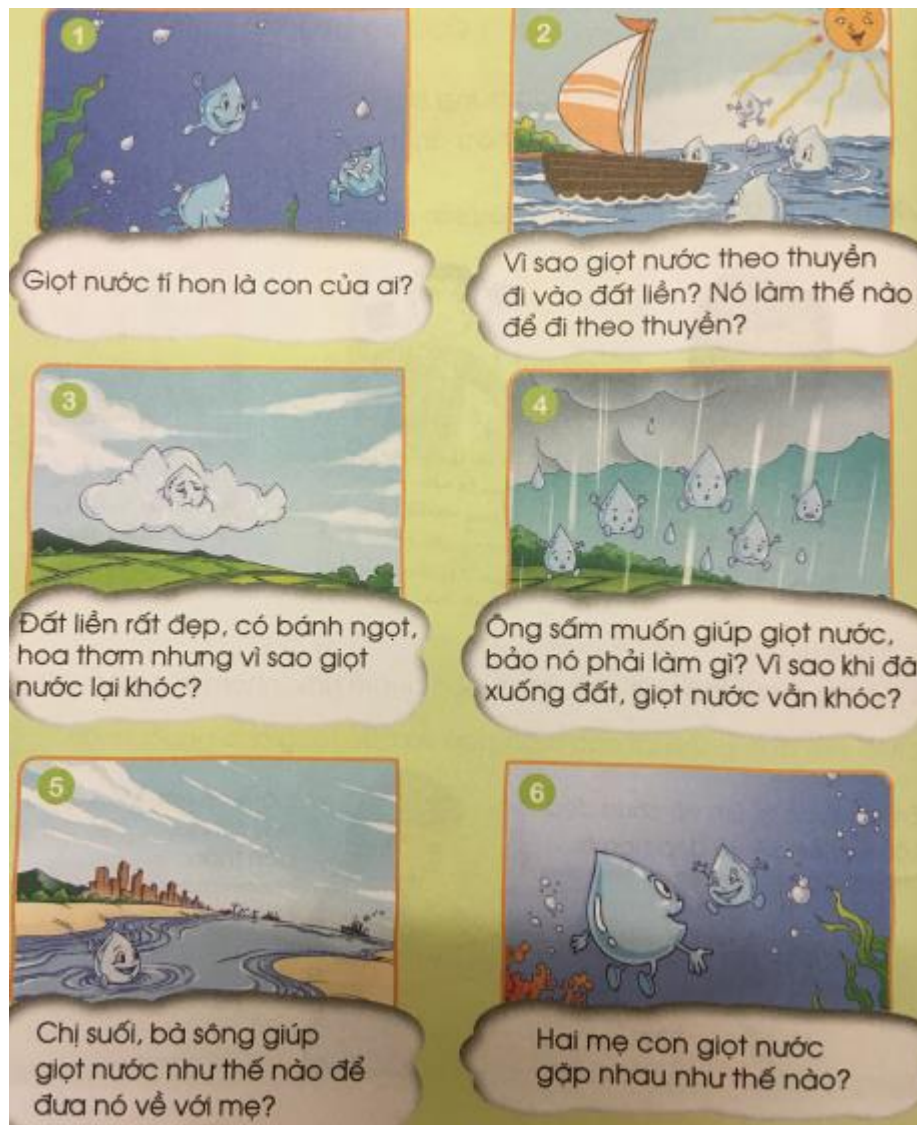 1
Giọt nước tí hon là con của ai?
2
Vì sao giọt nước theo thuyền
đi vào đất liền? Nó làm thế nào
để đi theo thuyền?
3
Đất liền rất đẹp, có bánh ngọt,
hoa thơm nhưng vì sao giọt
nước lại khóc?
4
Ông sấm muốn giúp giọt nước,
bảo nó phải làm gì? Vì sao khi đã
xuống đất, giọt nước vẫn khóc?
5
Chị suối, bà sông giúp
giọt nước như thế nào để
đưa nó về với mẹ?
6
Hai mẹ con giọt nước
gặp nhau như thế nào?